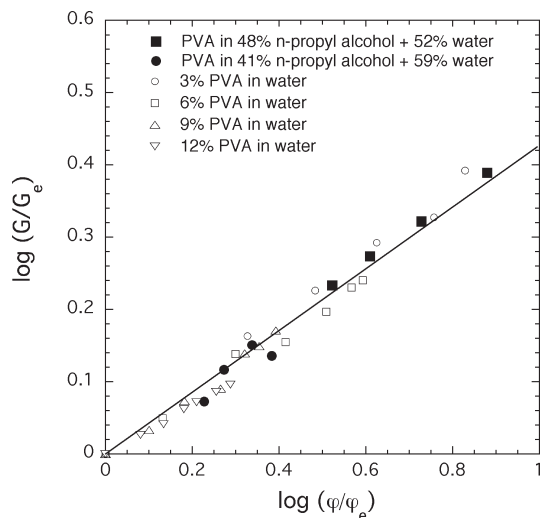 0.6
0.5
0.4
0.3
0.2
0.1
0
PVA in 48% n-propyl alcohol + 52% water
PVA in 41% n-propyl alcohol + 59% water
3% PVA in water
6% PVA in water
9% PVA in water
12% PVA in water
log (G/Gₑ)
0 0.2 0.4 0.6 0.8 1
log (φ/φₑ)